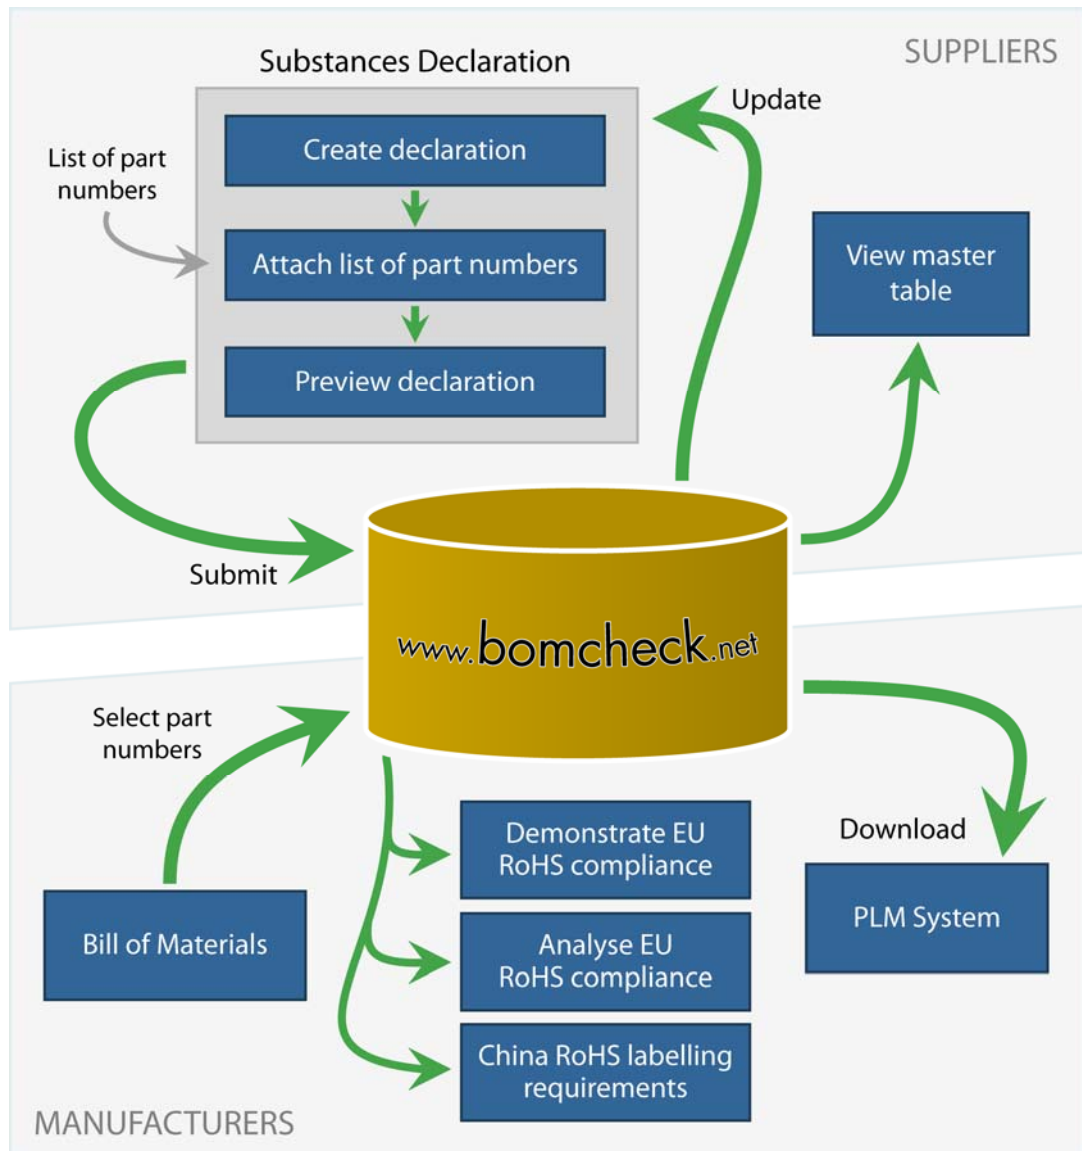 SUPPLIERS
Substances Declaration
Update
Create declaration
List of part
numbers
Attach list of part numbers
View master
table
Preview declaration
Submit
www.bomcheck.net
Select part
numbers
Demonstrate EU
RoHS compliance
Download
Bill of Materials
Analyse EU
RoHS compliance
PLM System
China RoHS labelling
requirements
MANUFACTURERS